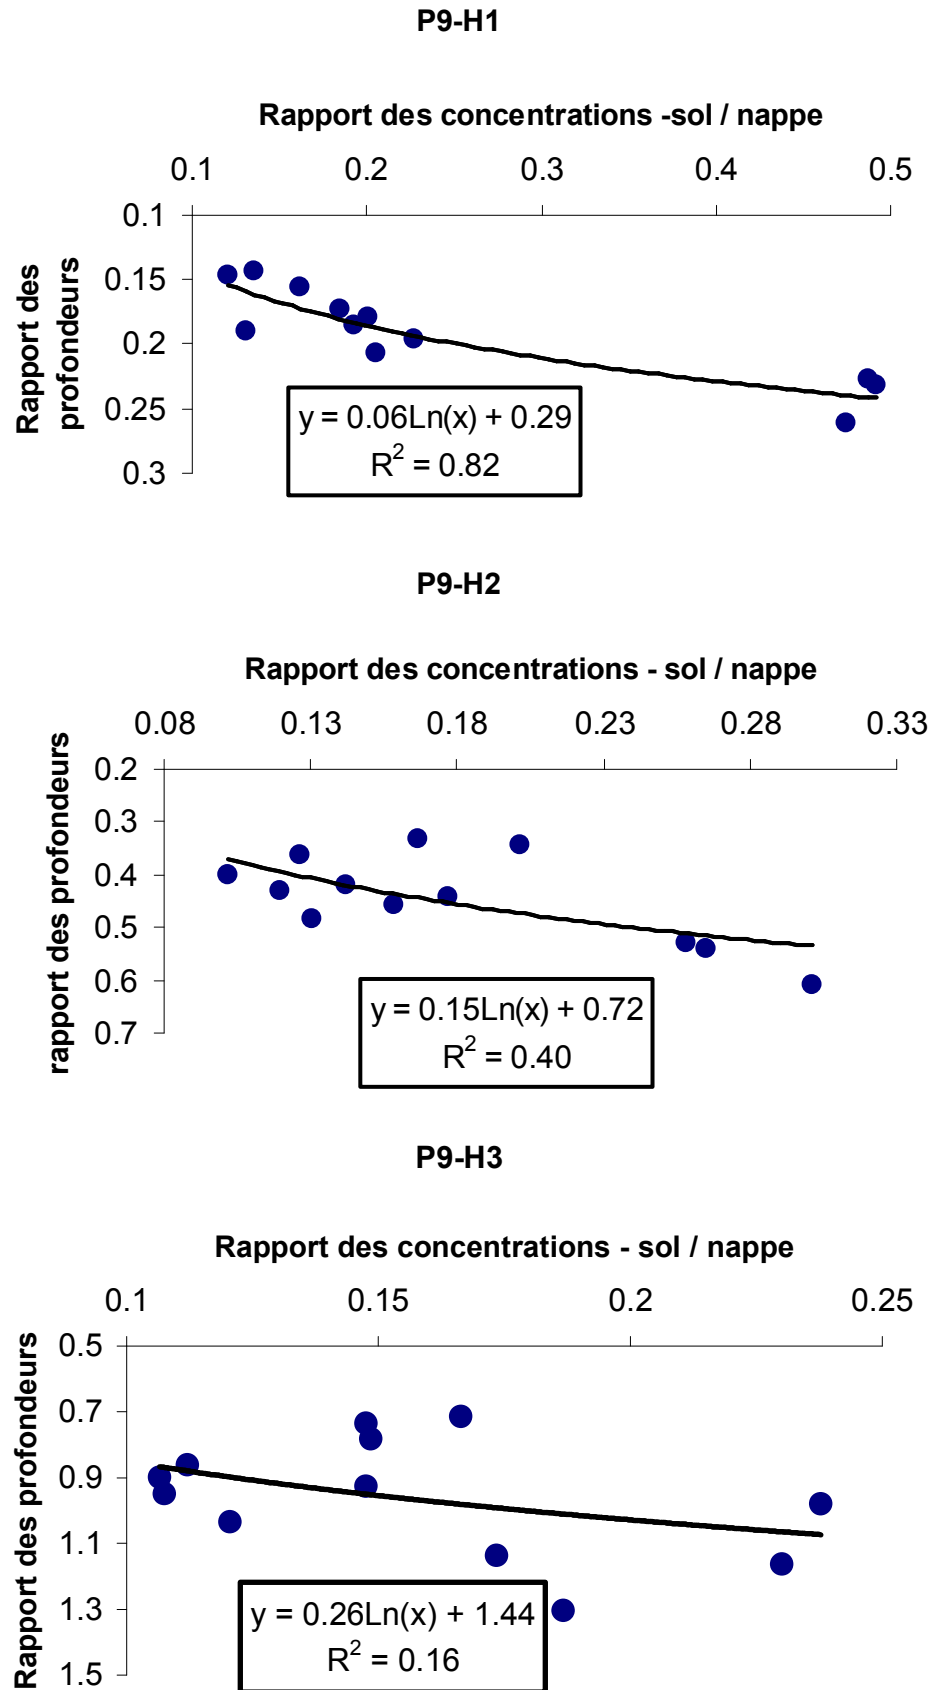 P9-H1
Rapport des concentrations -sol / nappe
0.1 0.2 0.3 0.4 0.5
0.1
0.15
0.2
0.25
0.3
Rapport des
profondeurs
y = 0.06Ln(x) + 0.29
R² = 0.82
P9-H2
Rapport des concentrations - sol / nappe
0.08 0.13 0.18 0.23 0.28 0.33
0.2
0.3
0.4
0.5
0.6
0.7
rapport des profondeurs
y = 0.15Ln(x) + 0.72
R² = 0.40
P9-H3
Rapport des concentrations - sol / nappe
0.1 0.15 0.2 0.25
0.5
0.7
0.9
1.1
1.3
1.5
Rapport des profondeurs
y = 0.26Ln(x) + 1.44
R² = 0.16